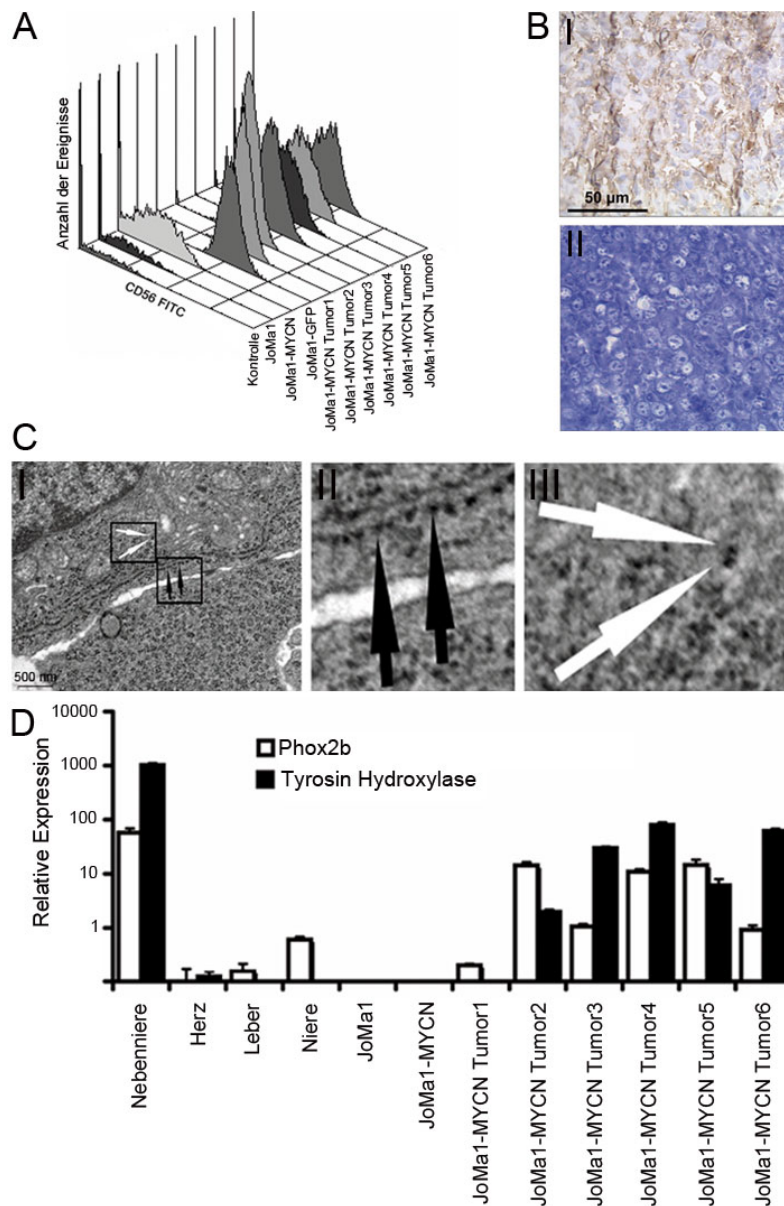 A
Anzahl der Ereignisse
CD56 FITC
Kontrolle
JoMa1
JoMa1-MYCN
JoMa1-GFP
JoMa1-MYCN Tumor1
JoMa1-MYCN Tumor2
JoMa1-MYCN Tumor3
JoMa1-MYCN Tumor4
JoMa1-MYCN Tumor5
JoMa1-MYCN Tumor6
B
I
50 µm
II
C
I
500 nm
II
III
D
Relative Expression
10000
1000
100
10
1
Phox2b
Tyrosin Hydroxylase
Nebenniere
Herz
Leber
Niere
JoMa1
JoMa1-MYCN
JoMa1-MYCN Tumor1
JoMa1-MYCN Tumor2
JoMa1-MYCN Tumor3
JoMa1-MYCN Tumor4
JoMa1-MYCN Tumor5
JoMa1-MYCN Tumor6